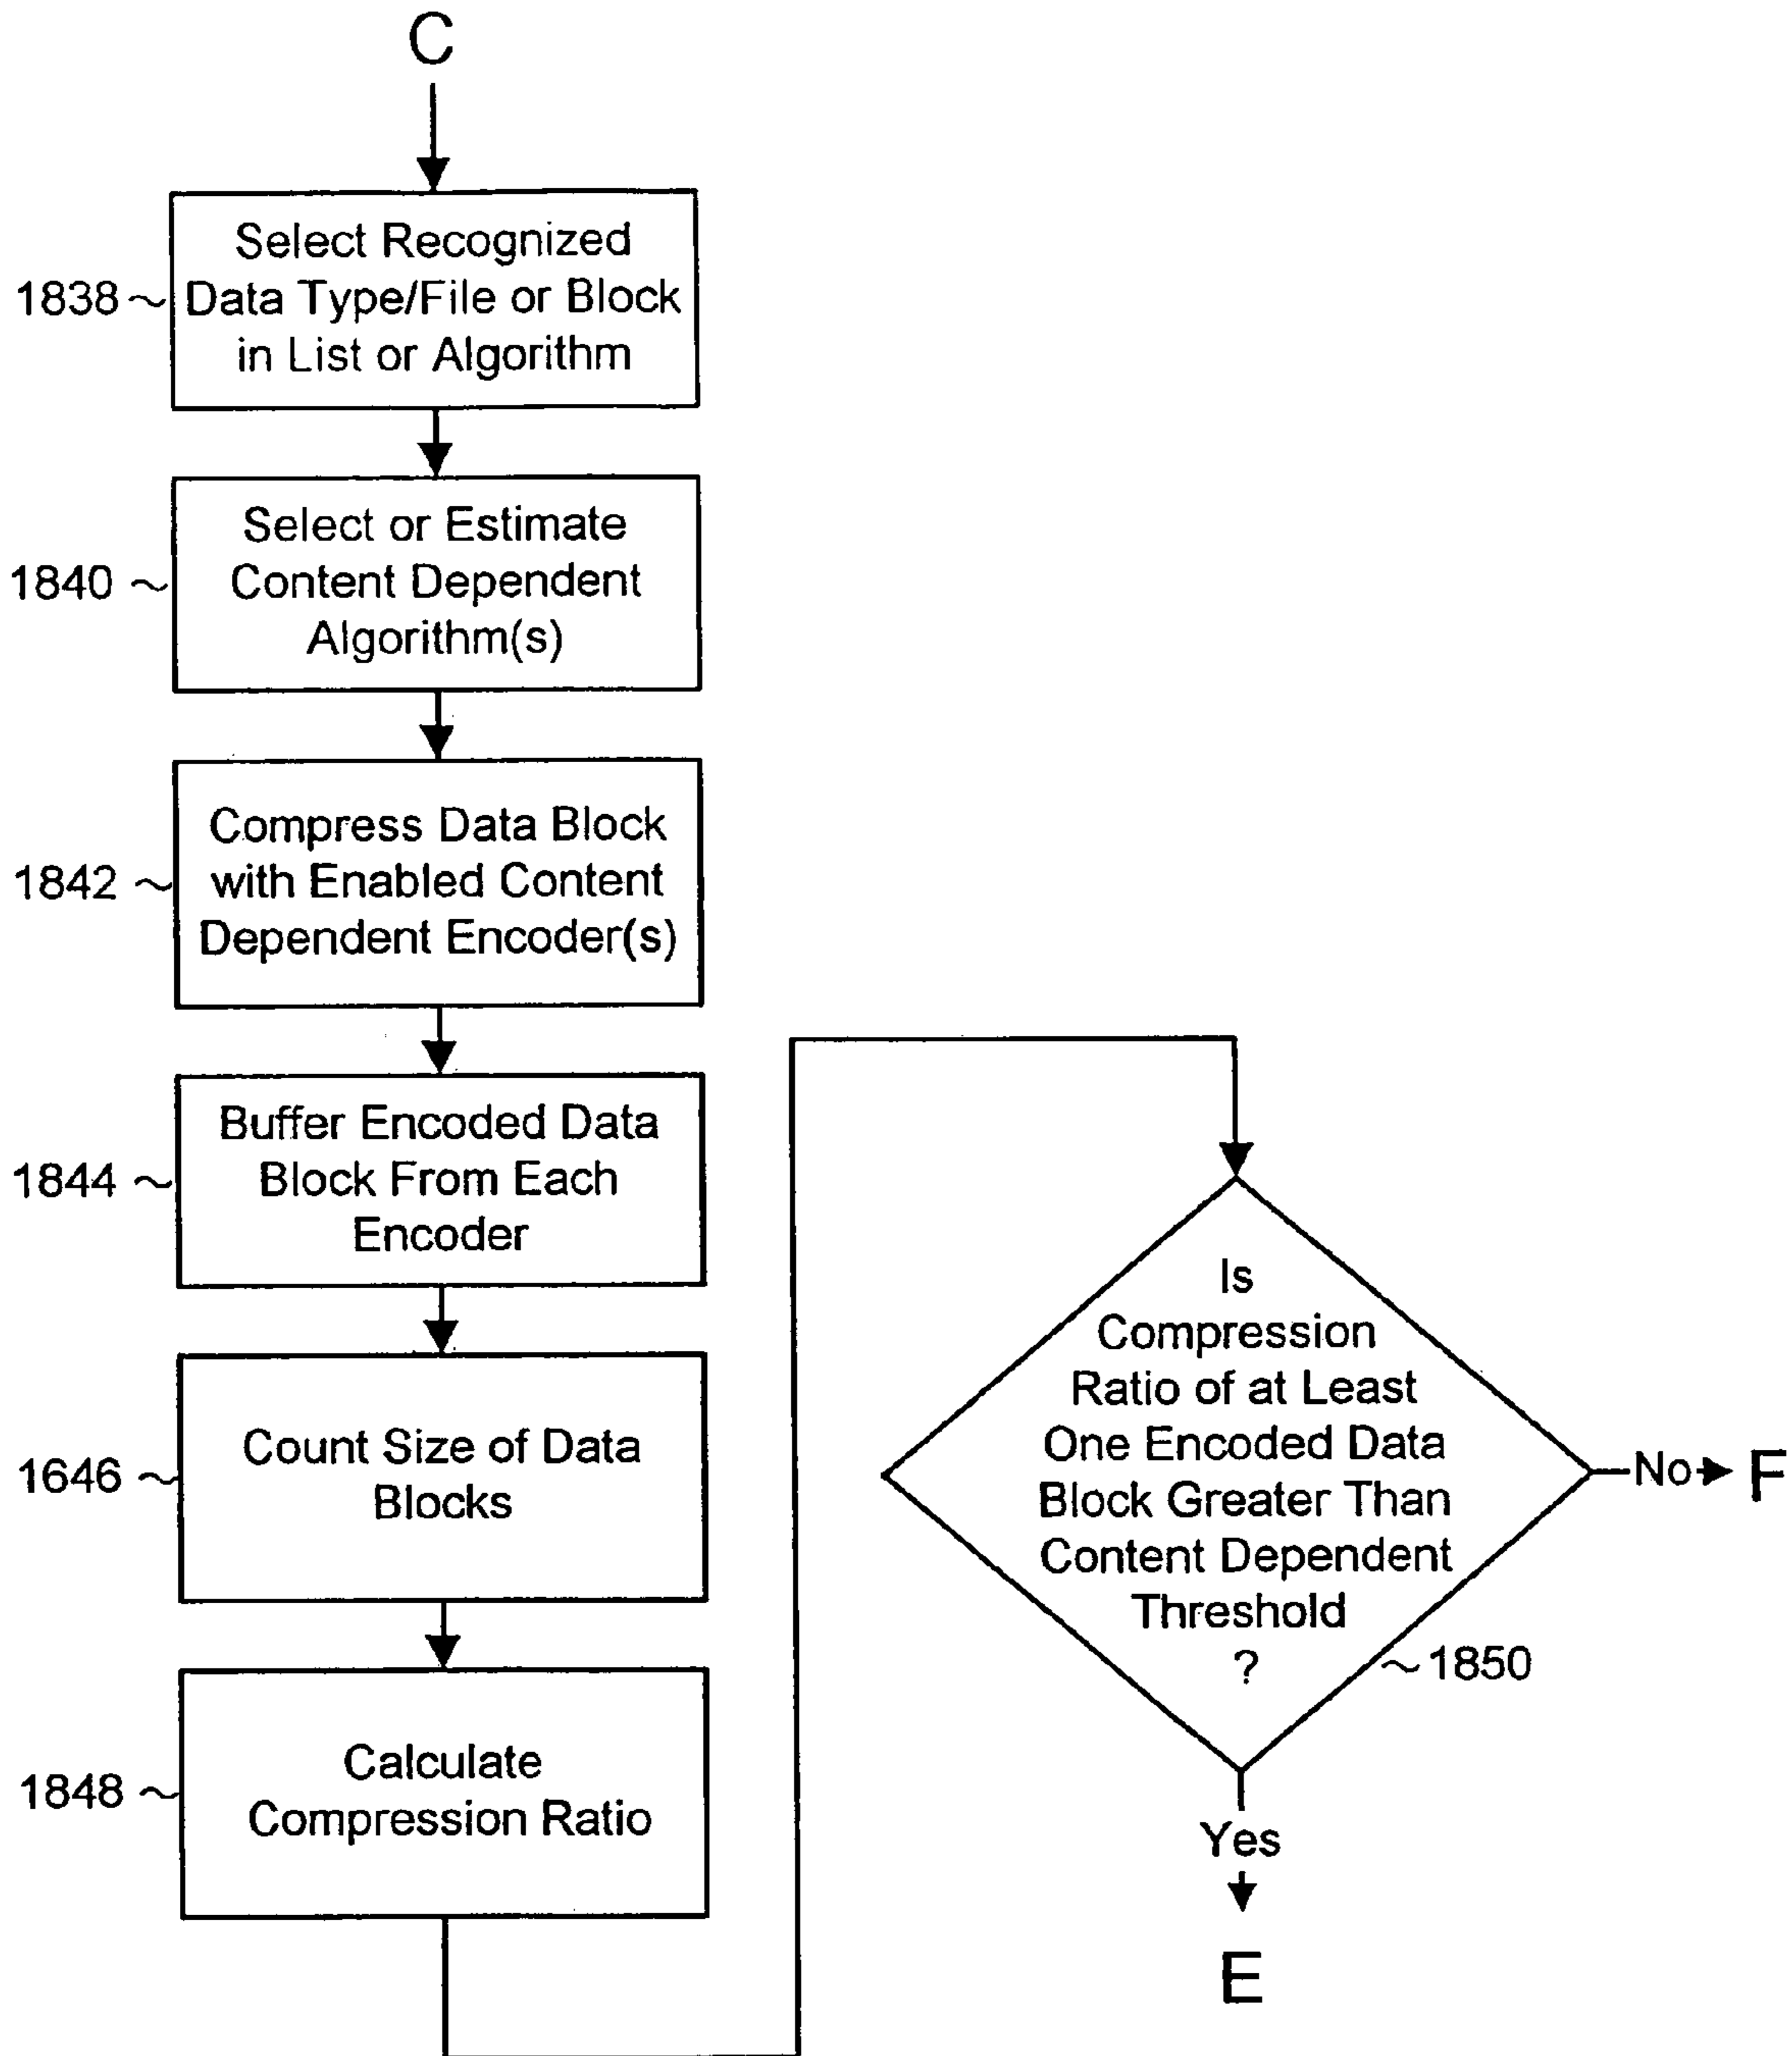 C
Select Recognized
1838 ~ Data Type/File or Block
in List or Algorithm
Select or Estimate
1840 ~ Content Dependent
Algorithm(s)
Compress Data Block
1842 ~ with Enabled Content
Dependent Encoder(s)
Buffer Encoded Data
1844 ~ Block From Each
Encoder
1646 ~ Count Size of Data
Blocks
1848 ~ Calculate
Compression Ratio
Is
Compression
Ratio of at Least
One Encoded Data
Block Greater Than
Content Dependent
Threshold
?
~ 1850
No
F
Yes
E